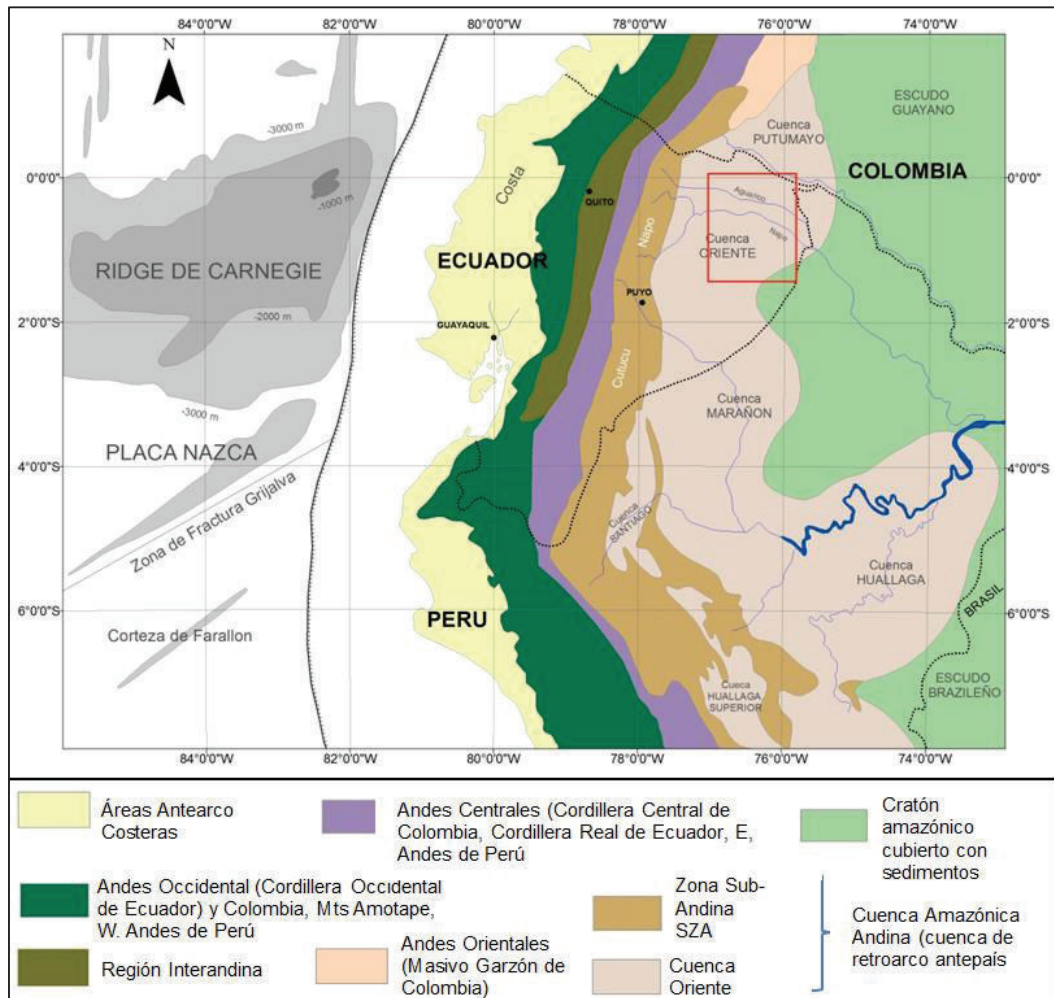 84°0'0"W
82°0'0"W
80°00'0"W
78°0'0"W
76°0'0"W
74°0'0"W
N
-3000 m
ESCUDO
GUAYANO
Cuenca
PUTUMAYO
COLOMBIA
0°0'0"S
0°0'0"S
-1000 m
Costa
QUITO
Aguarico
Napo
Napo
Cuenca
ORIENTE
RIDGE DE CARNEGIE
ECUADOR
PUYO
-2000 m
2°0'0"S
2°0'0"S
GUAYAQUIL
Cutucu
-3000 m
Cuenca
MARAÑON
PLACA NAZCA
4°0'0"S
4°0'0"S
Zona de Fractura Grijalva
Cuenca
SANTIAGO
Cuenca
HUALLAGA
BRASIL
6°0'0"S
6°0'0"S
PERU
Corteza de Farallon
Cueca
HUALLAGA
SUPERIOR
ESCUDO
BRAZILEÑO
84°0'0"W
82°0'0"W
80°0'0"W
78°0'0"W
76°0'0"W
74°0'0"W
Áreas Antearco
Costeras
Andes Centrales (Cordillera Central de
Colombia, Cordillera Real de Ecuador, E,
Andes de Perú
Cratón
amazónico
cubierto con
sedimentos
Andes Occidental (Cordillera Occidental
de Ecuador) y Colombia, Mts Amotape,
W. Andes de Perú
Zona Sub-
Andina
SZA
Cuenca Amazónica
Andina (cuenca de
retroarco antepaís
Región Interandina
Andes Orientales
(Masivo Garzón de
Colombia)
Cuenca
Oriente